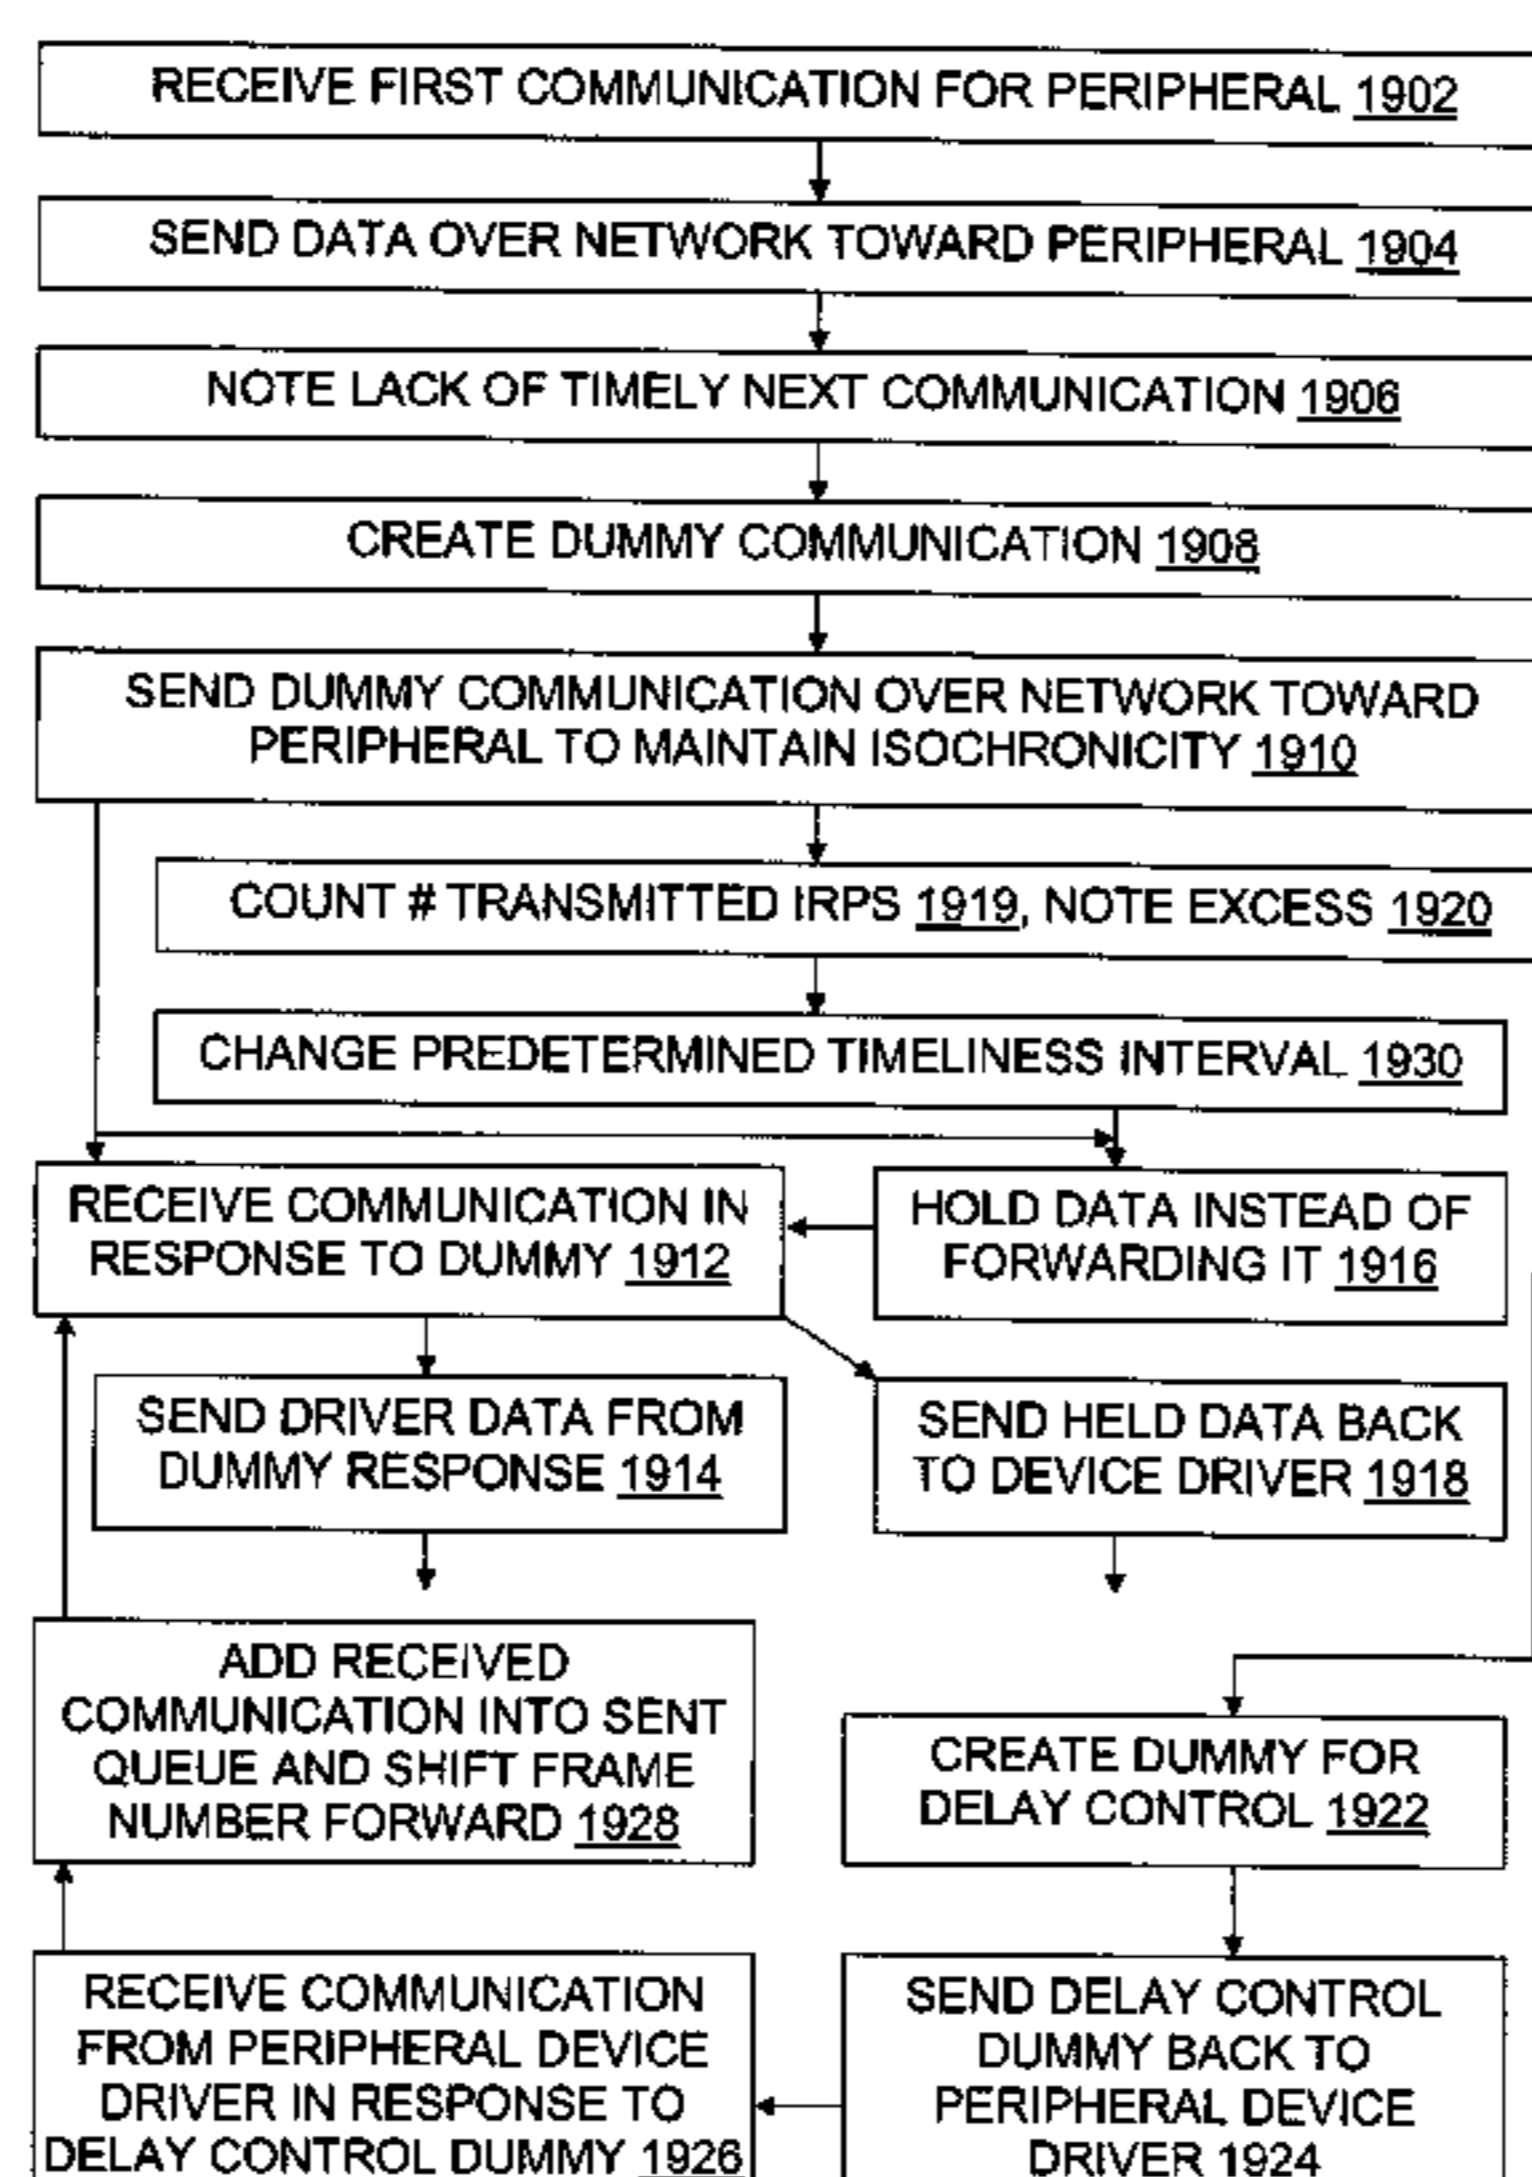 RECEIVE FIRST COMMUNICATION FOR PERIPHERAL 1902
SEND DATA OVER NETWORK TOWARD PERIPHERAL 1904
NOTE LACK OF TIMELY NEXT COMMUNICATION 1906
CREATE DUMMY COMMUNICATION 1908
SEND DUMMY COMMUNICATION OVER NETWORK TOWARD
PERIPHERAL TO MAINTAIN ISOCHRONICITY 1910
COUNT # TRANSMITTED IRPS 1919, NOTE EXCESS 1920
CHANGE PREDETERMINED TIMELINESS INTERVAL 1930
RECEIVE COMMUNICATION IN
RESPONSE TO DUMMY 1912
HOLD DATA INSTEAD OF
FORWARDING IT 1916
SEND DRIVER DATA FROM
DUMMY RESPONSE 1914
SEND HELD DATA BACK
TO DEVICE DRIVER 1918
ADD RECEIVED
COMMUNICATION INTO SENT
QUEUE AND SHIFT FRAME
NUMBER FORWARD 1928
CREATE DUMMY FOR
DELAY CONTROL 1922
RECEIVE COMMUNICATION
FROM PERIPHERAL DEVICE
DRIVER IN RESPONSE TO
DELAY CONTROL DUMMY 1926
SEND DELAY CONTROL
DUMMY BACK TO
PERIPHERAL DEVICE
DRIVER 1924